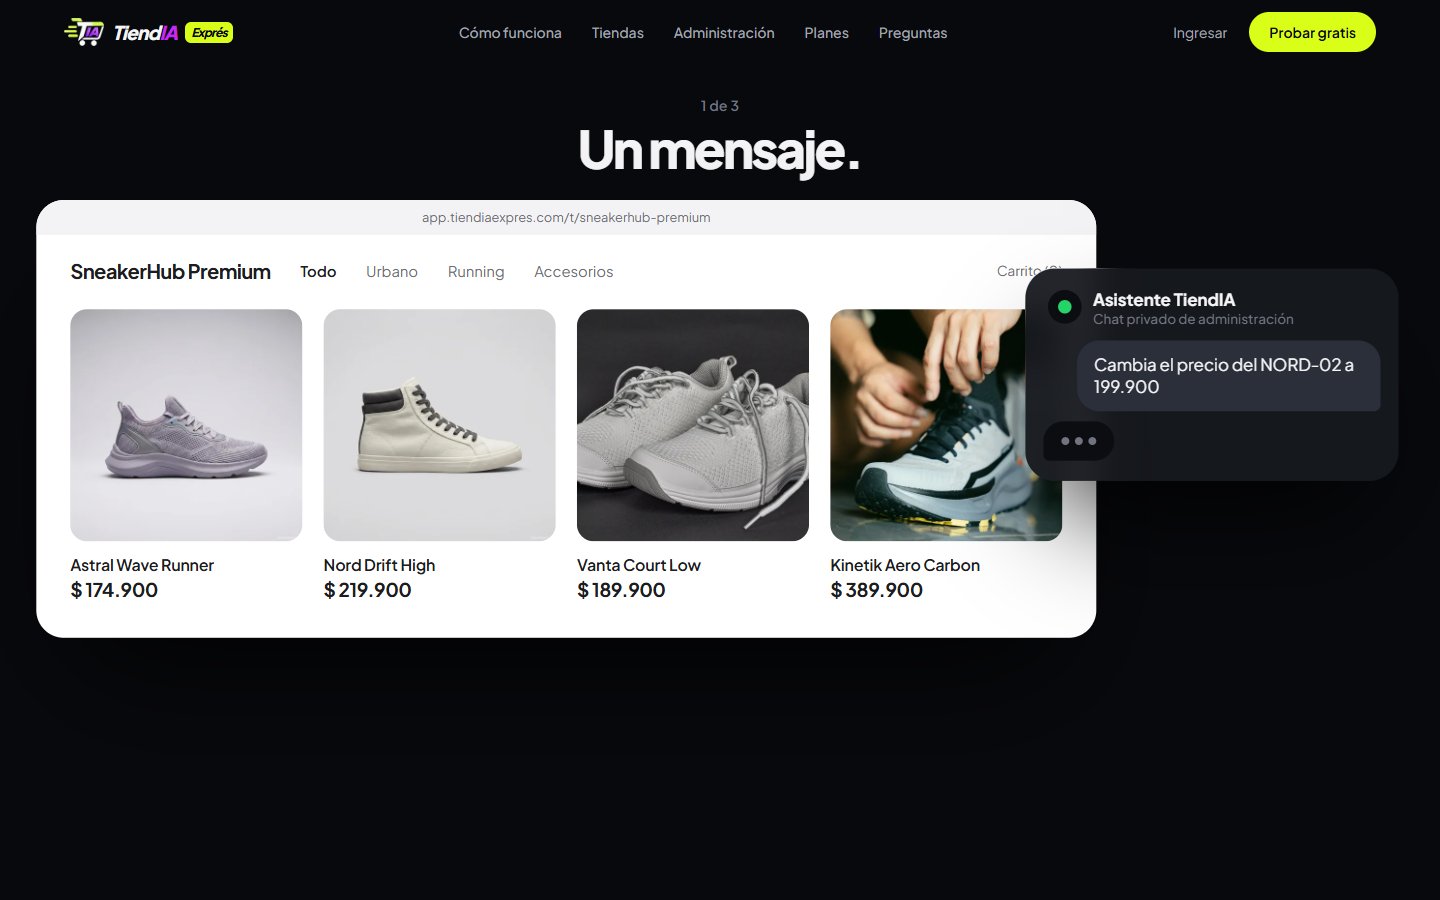 TIA TiendIA Exprés
Cómo funciona Tiendas Administración Planes Preguntas
Ingresar Probar gratis
1 de 3
Un mensaje.
app.tiendiaexpres.com/t/sneakerhub-premium
SneakerHub Premium Todo Urbano Running Accesorios Carrito
Asistente TiendIA
Chat privado de administración
Cambia el precio del NORD-02 a
199.900
Astral Wave Runner
$ 174.900
Nord Drift High
$ 219.900
Vanta Court Low
$ 189.900
Kinetik Aero Carbon
$ 389.900